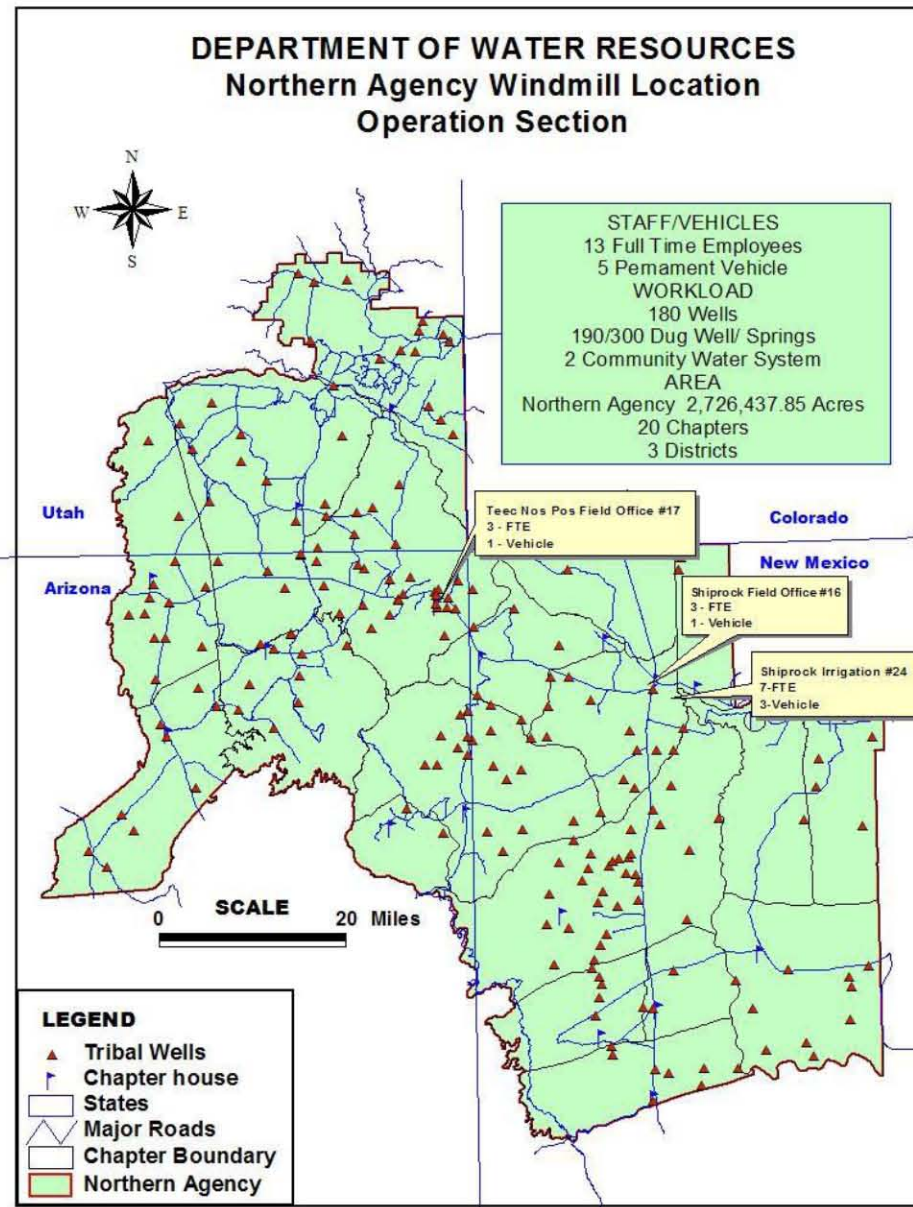 DEPARTMENT OF WATER RESOURCES
Northern Agency Windmill Location
Operation Section
N
W
E
S
STAFF/VEHICLES
13 Full Time Employees
5 Pemament Vehicle
WORKLOAD
180 Wells
190/300 Dug Well/ Springs
2 Community Water System
AREA
Northern Agency 2,726,437.85 Acres
20 Chapters
3 Districts
Teec Nos Pos Field Office #17
3 - FTE
1 - Vehicle
Utah
Colorado
Arizona
New Mexico
Shiprock Field Office #16
3 - FTE
1 - Vehicle
Shiprock Irrigation #24
7-FTE
3-Vehicle
SCALE
0 20 Miles
LEGEND
Tribal Wells
Chapter house
States
Major Roads
Chapter Boundary
Northern Agency